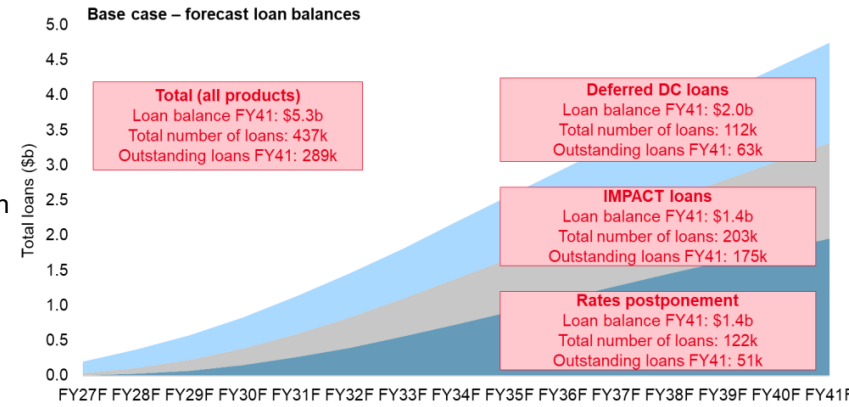 Base case – forecast loan balances
5.0
4.5
4.0
3.5
3.0
2.5
2.0
1.5
1.0
0.5
0.0
Total loans ($b)
n
Total (all products)
Loan balance FY41: $5.3b
Total number of loans: 437k
Outstanding loans FY41: 289k
Deferred DC loans
Loan balance FY41: $2.0b
Total number of loans: 112k
Outstanding loans FY41: 63k
IMPACT loans
Loan balance FY41: $1.4b
Total number of loans: 203k
Outstanding loans FY41: 175k
Rates postponement
Loan balance FY41: $1.4b
Total number of loans: 122k
Outstanding loans FY41: 51k
FY27F FY28F FY29F FY30F FY31F FY32F FY33F FY34F FY35F FY36F FY37F FY38F FY39F FY40F FY41F